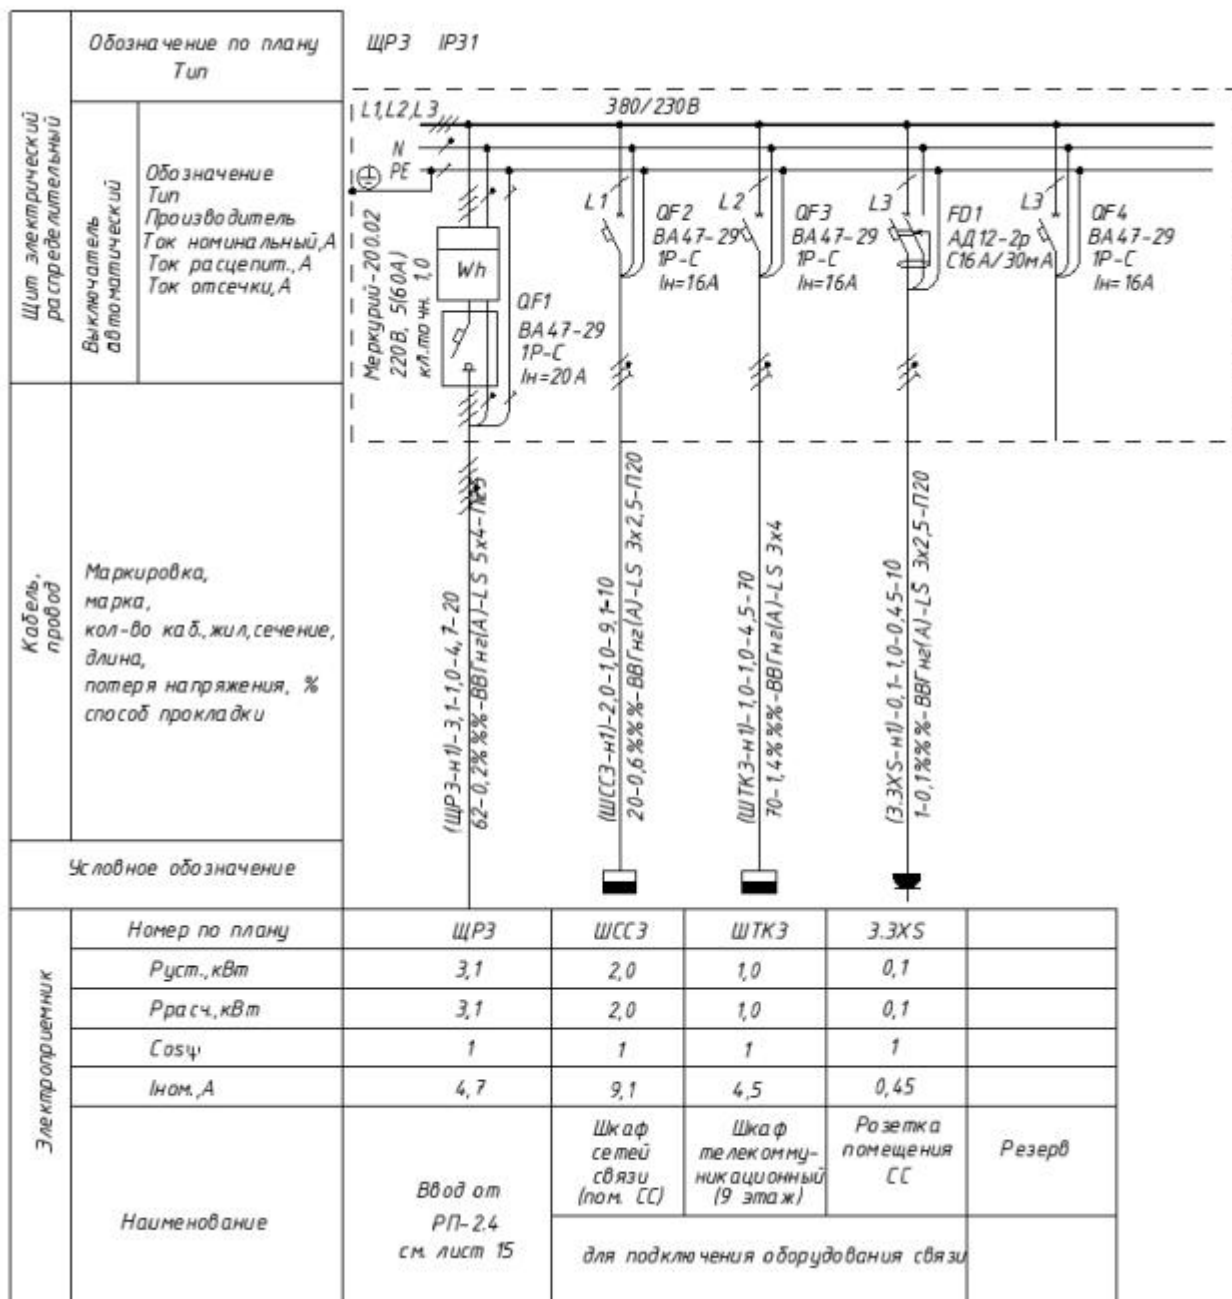 Обозначение по плану
Тип
ЩР3 IP31
Щит электрический
распределительный
Выключатель
автоматический
Обозначение
Тип
Производитель
Ток номинальный,А
Ток расцепит.,А
Ток отсечки,А
L1,L2,L3
380/230В
N
PE
Меркурий-200.02
220В, 5(60А)
кл.точн. 1,0
Wh
QF1
ВА47-29
1Р-С
Iн=20А
L1
QF2
ВА47-29
1Р-С
Iн=16А
L2
QF3
ВА47-29
1Р-С
Iн=16А
L3
FD1
АД12-2р
С16А/30мА
L3
QF4
ВА47-29
1Р-С
Iн=16А
Кабель,
провод
Маркировка,
марка,
кол-во каб.,жил,сечение,
длина,
потеря напряжения, %
способ прокладки
(ЩР3-н1)-3,1-1,0-4,7-20
62-0,2%%%-ВВГнг(А)-LS 5х4-П25
(ШСС3-н1)-2,0-1,0-9,1-10
20-0,6%%%-ВВГнг(А)-LS 3х2,5-П20
(ШТК3-н1)-1,0-1,0-4,5-70
70-1,4%%%-ВВГнг(А)-LS 3х4
(3.3XS-н1)-0,1-1,0-0,45-10
1-0,1%%%-ВВГнг(А)-LS 3х2,5-П20
Условное обозначение
Электроприемник
Номер по плану ЩР3 ШСС3 ШТК3 3.3XS
Руст.,кВт 3,1 2,0 1,0 0,1
Ррасч.,кВт 3,1 2,0 1,0 0,1
Cosψ 1 1 1 1
Iном.,А 4,7 9,1 4,5 0,45
Наименование
Ввод от
РП-2.4
см. лист 15
Шкаф
сетей
связи
(пом. СС)
Шкаф
телекомму-
никационный
(9 этаж)
Розетка
помещения
СС
Резерв
для подключения оборудования связи